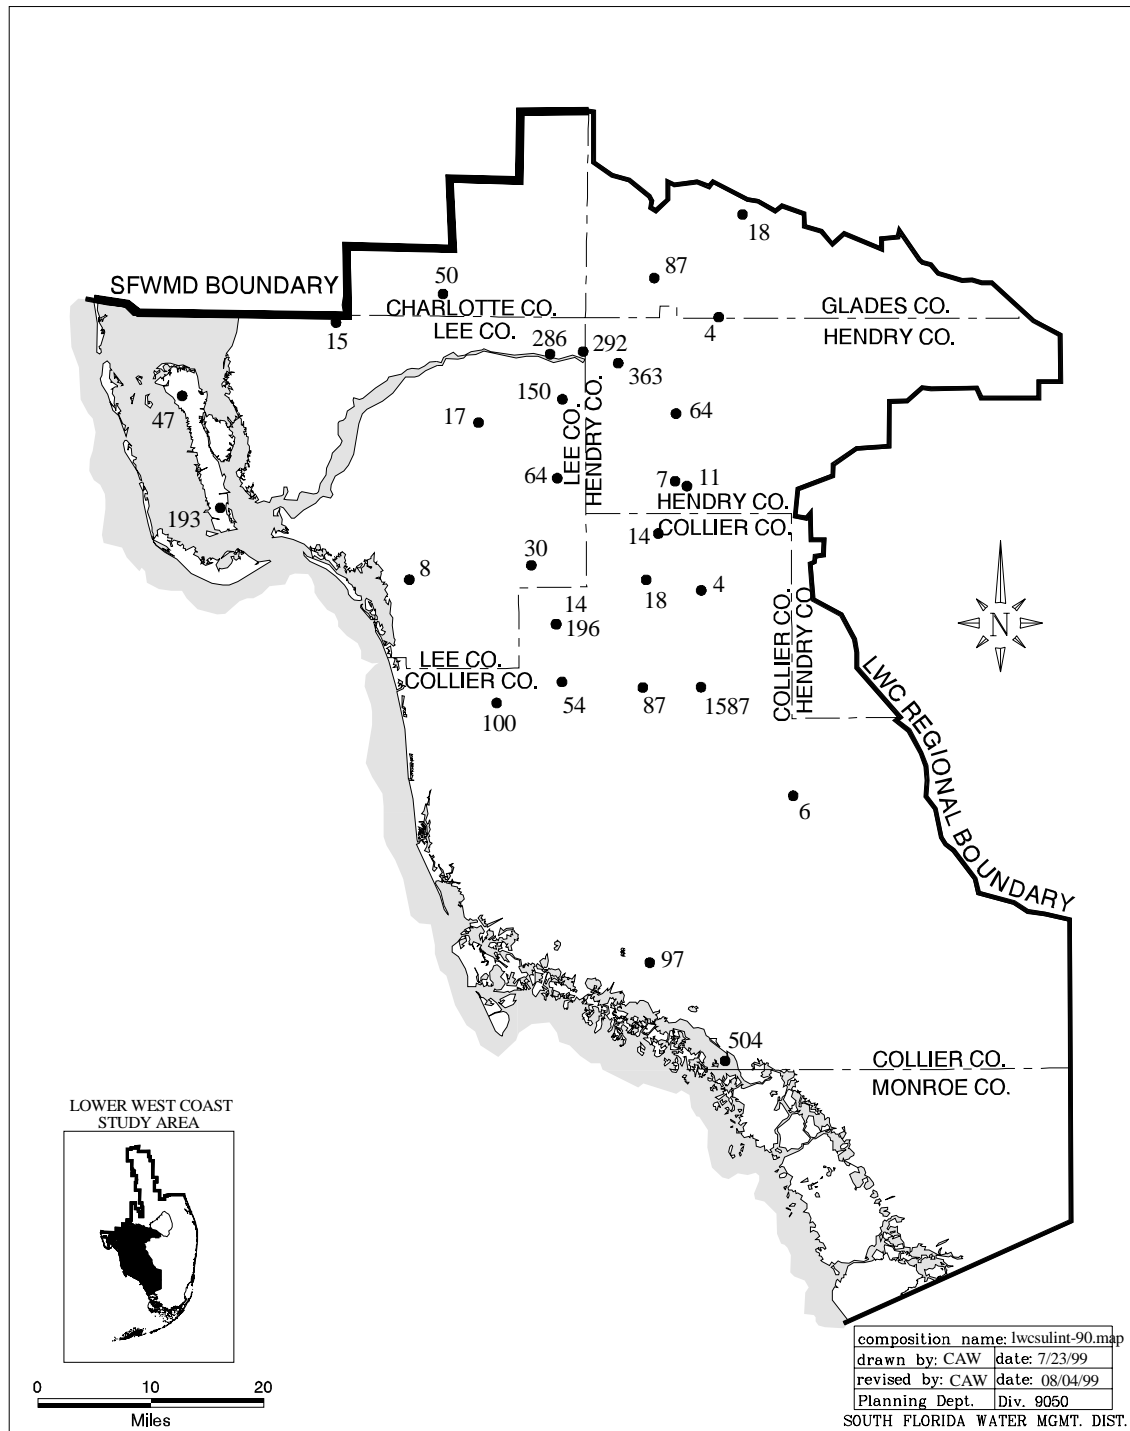 18
87
SFWMD BOUNDARY
50
CHARLOTTE CO.
GLADES CO.
15
LEE CO.
4
HENDRY CO.
286
292
363
150
47
17
64
LEE CO.
HENDRY CO.
64
7
11
HENDRY CO.
193
COLLIER CO.
14
30
8
18
4
COLLIER CO.
HENDRY CO.
N
14
196
LEE CO.
COLLIER CO.
54
87
1587
100
LWC REGIONAL BOUNDARY
6
97
504
COLLIER CO.
MONROE CO.
LOWER WEST COAST
STUDY AREA
0 10 20
Miles
composition name: lwcsulint-90.map
drawn by: CAW date: 7/23/99
revised by: CAW date: 08/04/99
Planning Dept. Div. 9050
SOUTH FLORIDA WATER MGMT. DIST.